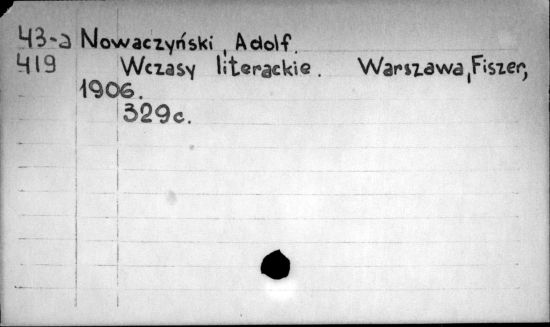 43-a Nowaczyński, Adolf.
419 Wczasy literackie. Warszawa, Fiszer,
1906.
329c.